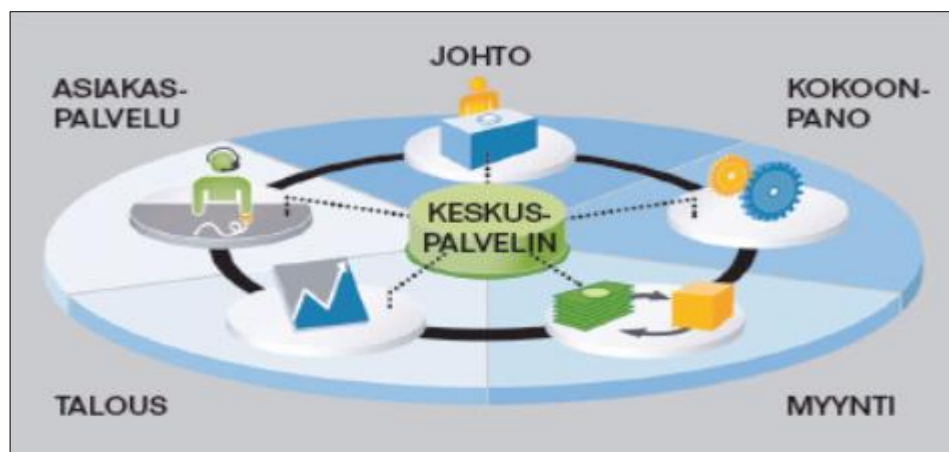 JOHTO
ASIAKAS-
PALVELU
KOKOON-
PANO
KESKUS-
PALVELIN
TALOUS
MYYNTI